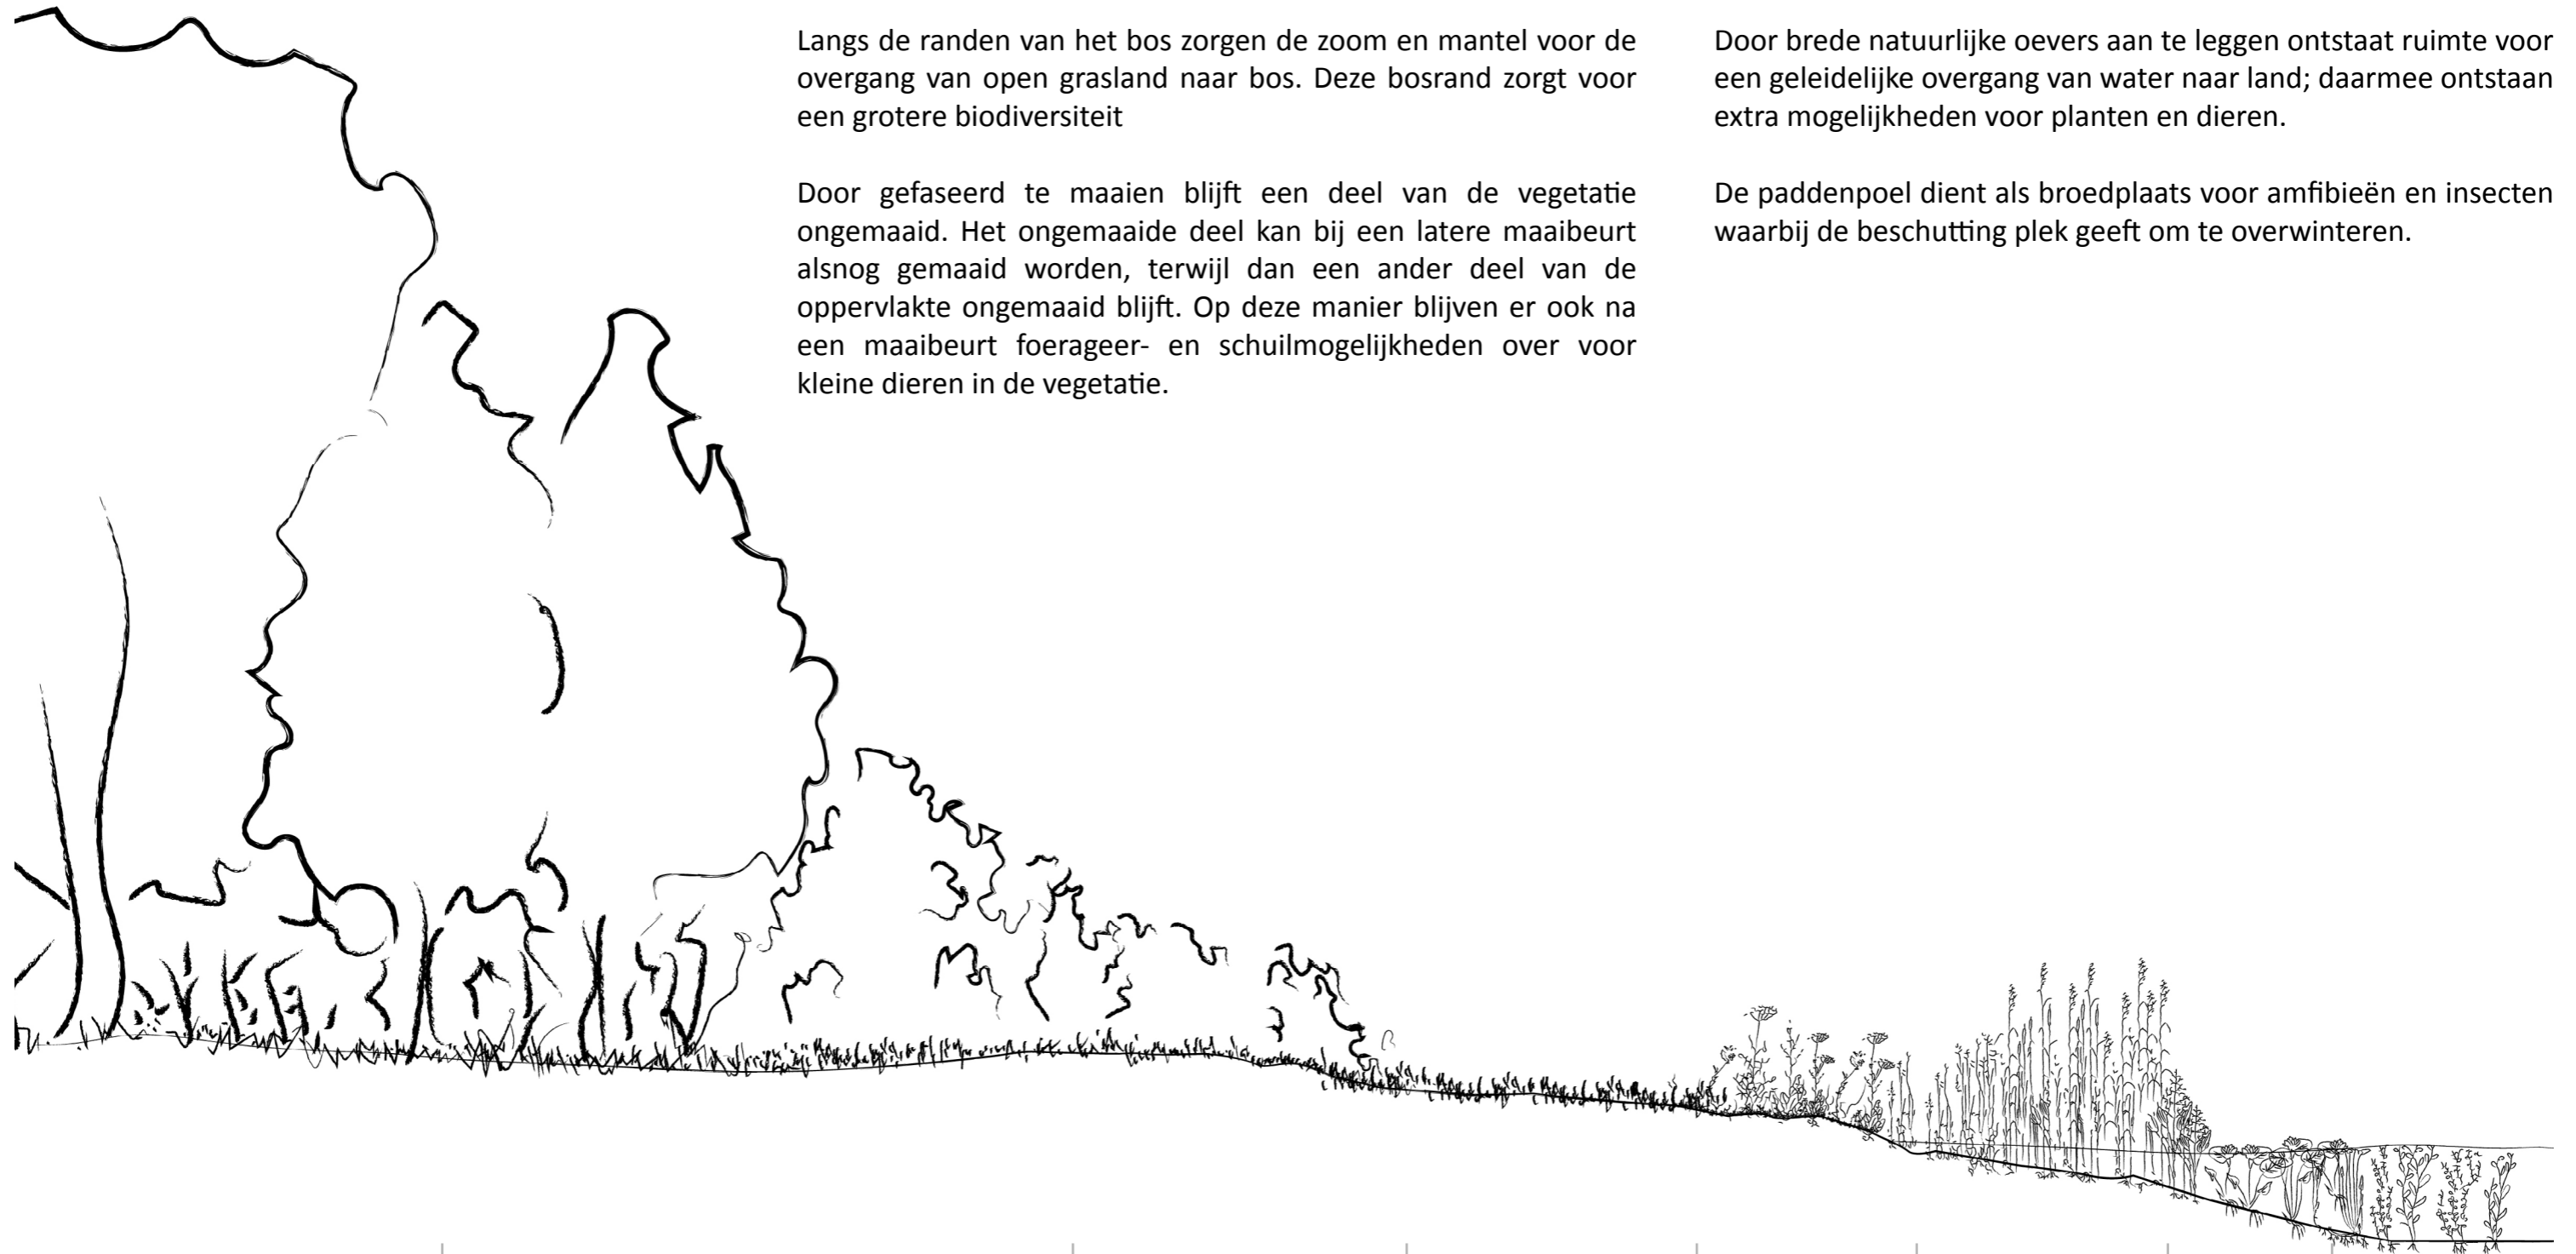 Langs de randen van het bos zorgen de zoom en mantel voor de
overgang van open grasland naar bos. Deze bosrand zorgt voor
een grotere biodiversiteit
Door gefaseerd te maaien blijft een deel van de vegetatie
ongemaaid. Het ongemaaide deel kan bij een latere maaibeurt
alsnog gemaaid worden, terwijl dan een ander deel van de
oppervlakte ongemaaid blijft. Op deze manier blijven er ook na
een maaibeurt foerageer- en schuilmogelijkheden over voor
kleine dieren in de vegetatie.
Door brede natuurlijke oevers aan te leggen ontstaat ruimte voor
een geleidelijke overgang van water naar land; daarmee ontstaan
extra mogelijkheden voor planten en dieren.
De paddenpoel dient als broedplaats voor amfibieën en insecten
waarbij de beschutting plek geeft om te overwinteren.